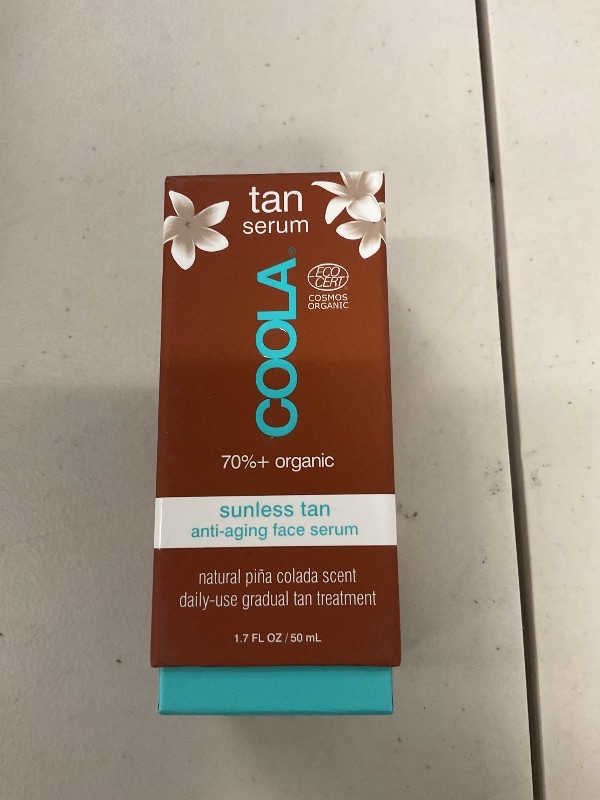 tan
serum
COOLA®
ECO
CERT
COSMOS
ORGANIC
70%+ organic
sunless tan
anti-aging face serum
natural piña colada scent
daily-use gradual tan treatment
1.7 FL OZ / 50 mL